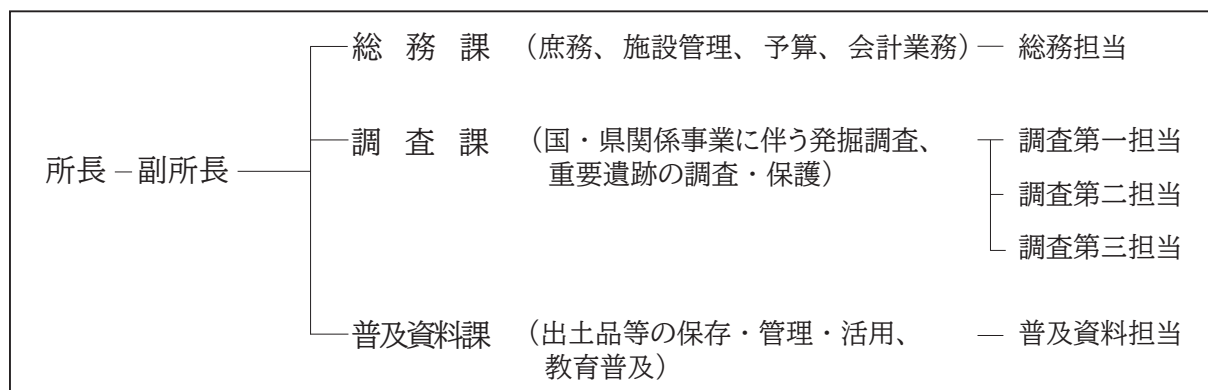 総務課 （庶務、施設管理、予算、会計業務） ― 総務担当
調査課 （国・県関係事業に伴う発掘調査、 調査第一担当
所長－副所長 重要遺跡の調査・保護）
調査第二担当
調査第三担当
普及資料課 （出土品等の保存・管理・活用、 ― 普及資料担当
教育普及）